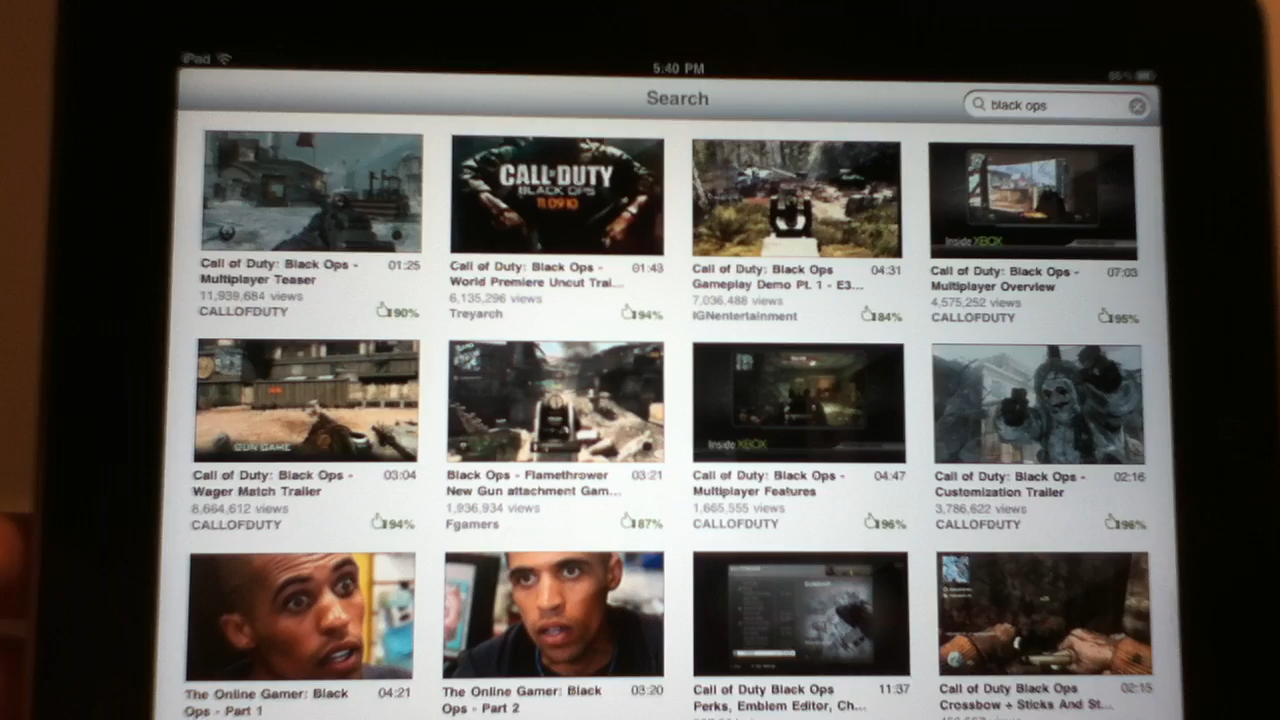 iPad
5:40 PM
Search
black ops
CALL OF DUTY
BLACK OPS
11.09.10
Inside XBOX
Call of Duty: Black Ops - 01:25
Multiplayer Teaser
11,939,684 views
CALLOFDUTY 90%
Call of Duty: Black Ops - 01:43
World Premiere Uncut Trai...
6,135,296 views
Treyarch 94%
Call of Duty: Black Ops 04:31
Gameplay Demo Pt. 1 - E3...
7,036,488 views
IGNentertainment 84%
Call of Duty: Black Ops - 07:03
Multiplayer Overview
4,575,252 views
CALLOFDUTY 95%
GUN GAME
Inside XBOX
Call of Duty: Black Ops - 03:04
Wager Match Trailer
8,664,612 views
CALLOFDUTY 94%
Black Ops - Flamethrower 03:21
New Gun attachment Gam...
1,936,934 views
Fgamers 87%
Call of Duty: Black Ops - 04:47
Multiplayer Features
1,665,555 views
CALLOFDUTY 96%
Call of Duty: Black Ops - 02:16
Customization Trailer
3,786,622 views
CALLOFDUTY 96%
The Online Gamer: Black 04:21
Ops - Part 1
The Online Gamer: Black 03:20
Ops - Part 2
Call of Duty Black Ops 11:37
Perks, Emblem Editor, Ch...
Call of Duty Black Ops 02:15
Crossbow + Sticks And St...